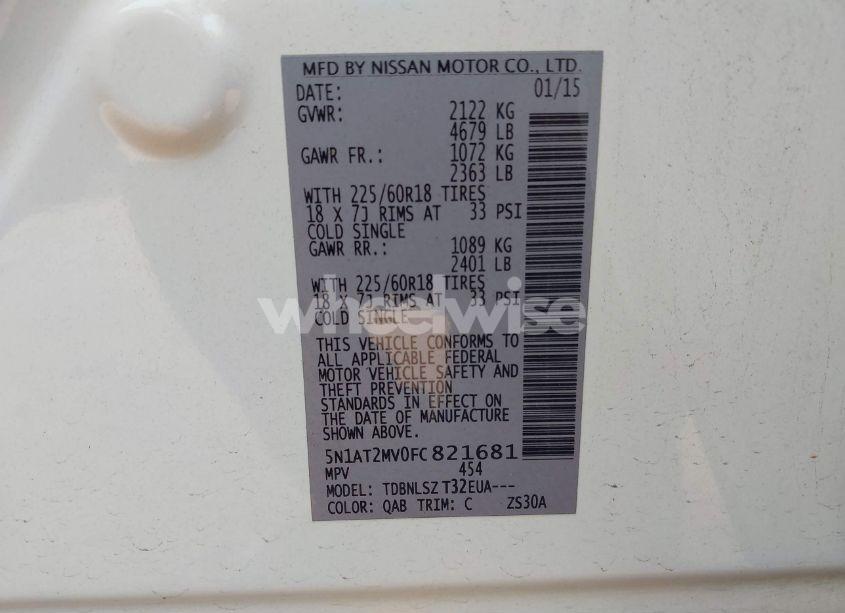 MFD BY NISSAN MOTOR CO., LTD.
DATE: 01/15
GVWR: 2122 KG
4679 LB
GAWR FR.: 1072 KG
2363 LB
WITH 225/60R18 TIRES
18 X 7J RIMS AT 33 PSI
COLD SINGLE
GAWR RR.: 1089 KG
2401 LB
WITH 225/60R18 TIRES
18 X 7J RIMS AT 33 PSI
wheelwise
COLD SINGLE
THIS VEHICLE CONFORMS TO
ALL APPLICABLE FEDERAL
MOTOR VEHICLE SAFETY AND
THEFT PREVENTION
STANDARDS IN EFFECT ON
THE DATE OF MANUFACTURE
SHOWN ABOVE.
5N1AT2MV0FC821681
MPV 454
MODEL: TDBNLSZ T32EUA---
COLOR: QAB TRIM: C ZS30A